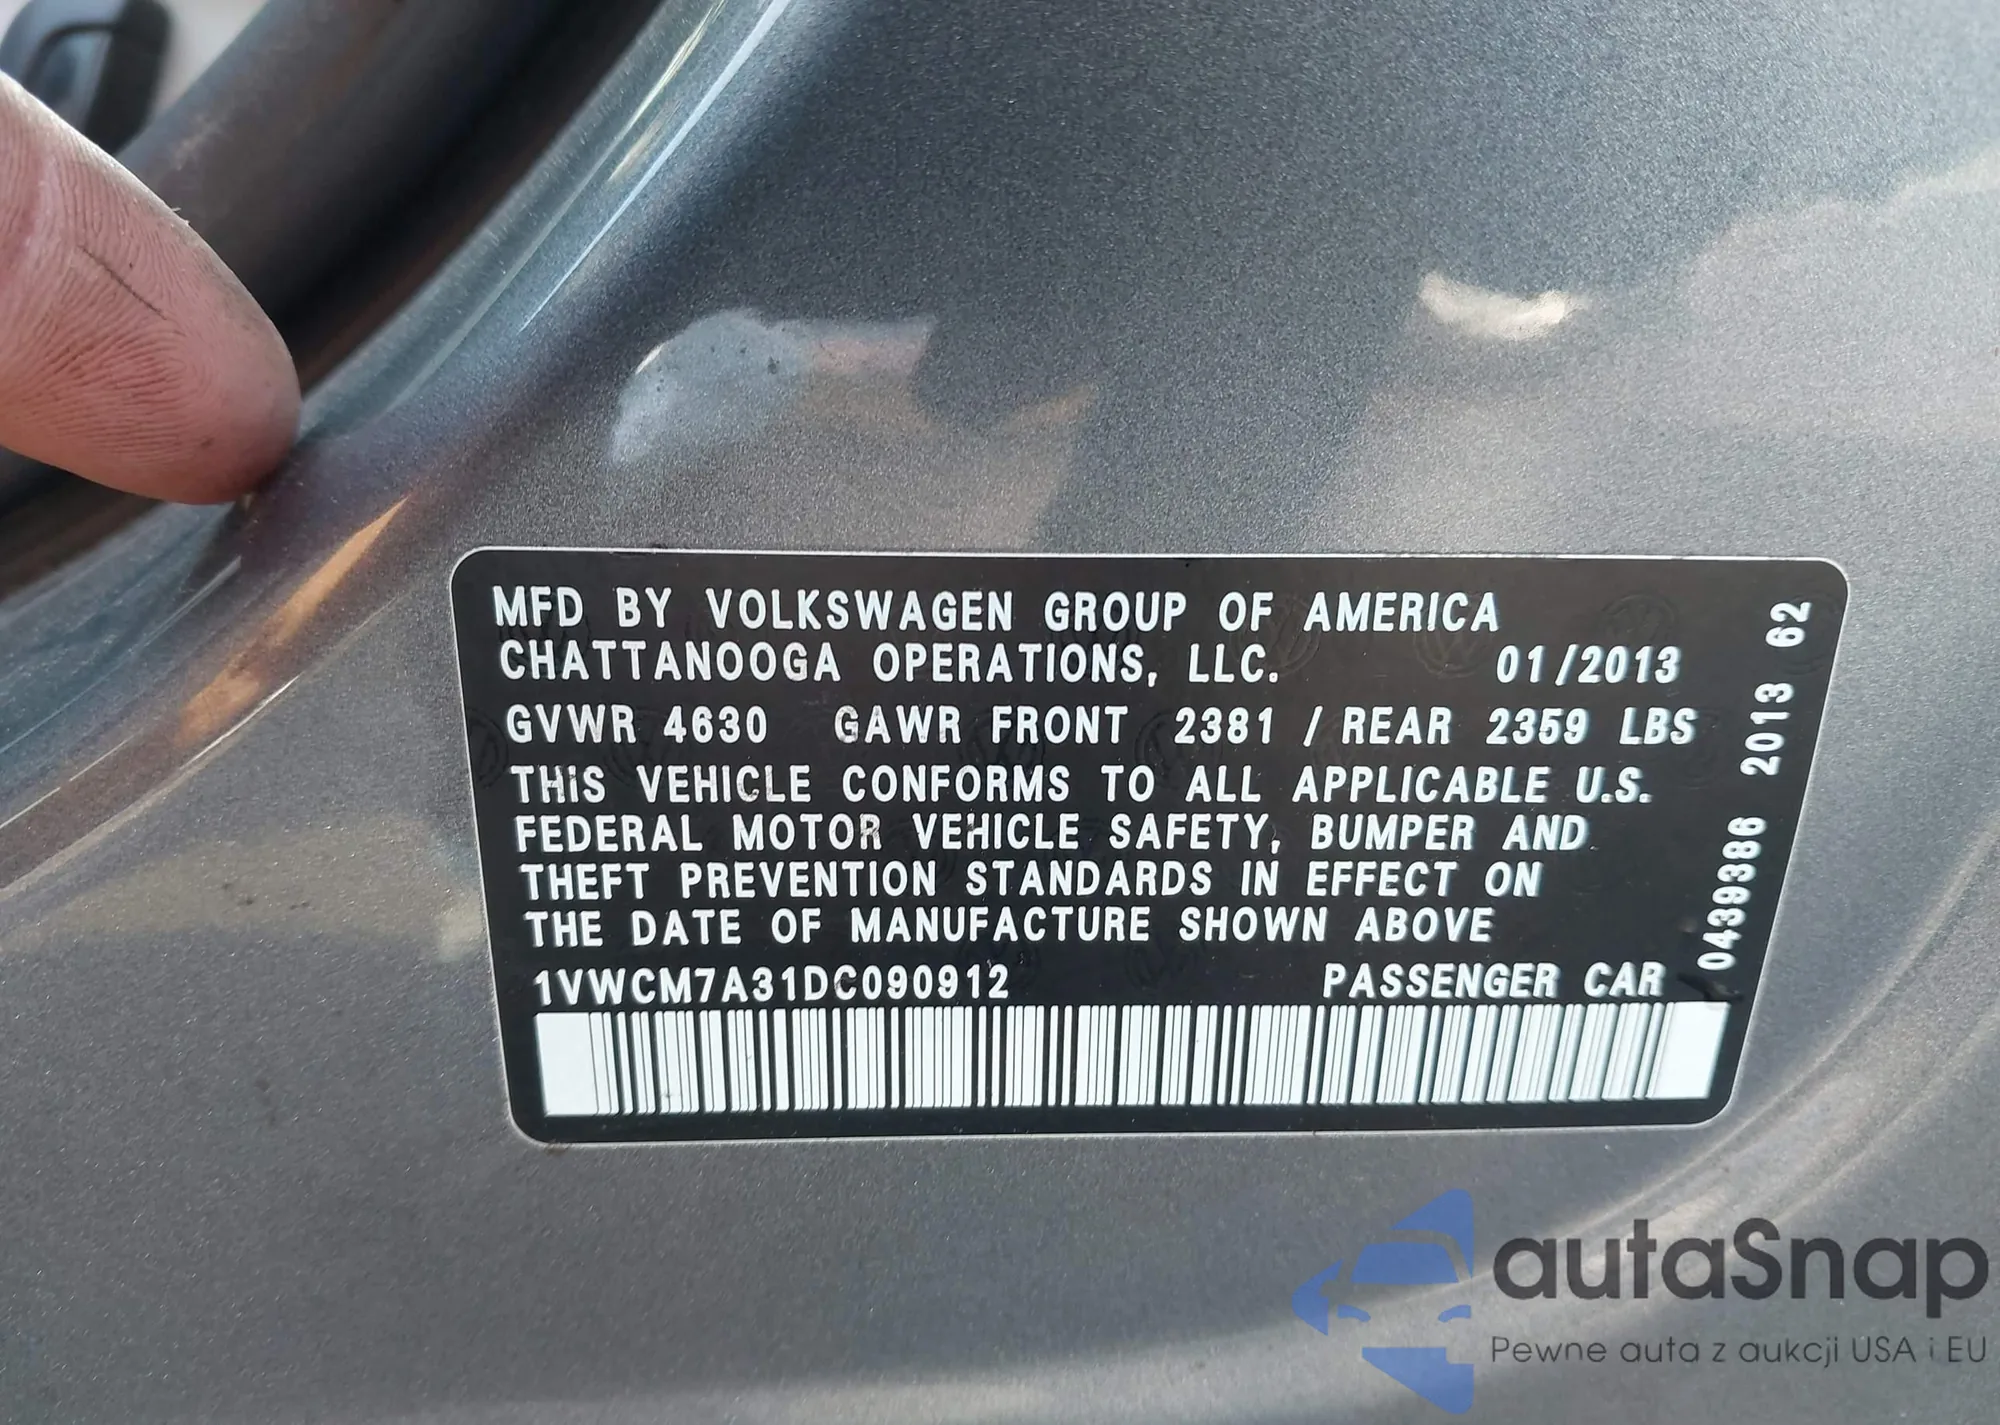 MFD BY VOLKSWAGEN GROUP OF AMERICA
CHATTANOOGA OPERATIONS, LLC. 01/2013
GVWR 4630 GAWR FRONT 2381 / REAR 2359 LBS
THIS VEHICLE CONFORMS TO ALL APPLICABLE U.S.
FEDERAL MOTOR VEHICLE SAFETY, BUMPER AND
THEFT PREVENTION STANDARDS IN EFFECT ON
THE DATE OF MANUFACTURE SHOWN ABOVE
1VWCM7A31DC090912 PASSENGER CAR
0439386 2013 62
autaSnap
Pewne auta z aukcji USA i EU